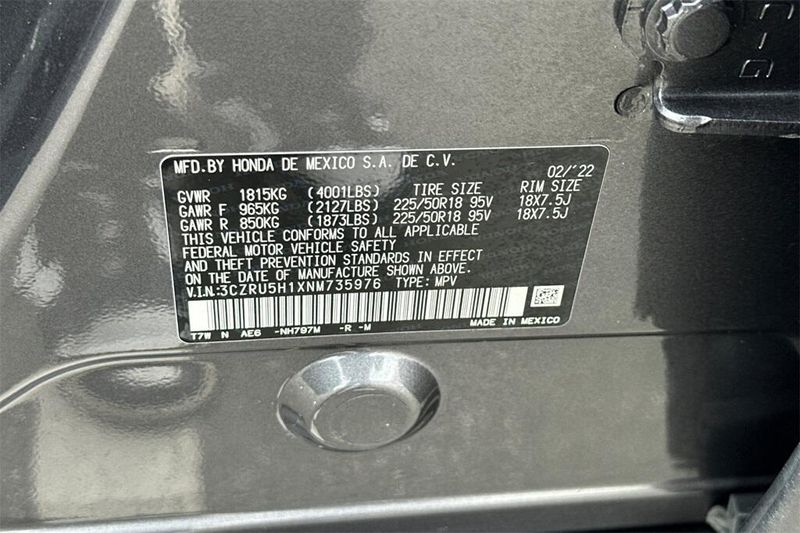 MFD.BY HONDA DE MEXICO S.A. DE C.V.
02/'22
GVWR 1815KG (4001LBS) TIRE SIZE RIM SIZE
GAWR F 965KG (2127LBS) 225/50R18 95V 18X7.5J
GAWR R 850KG (1873LBS) 225/50R18 95V 18X7.5J
THIS VEHICLE CONFORMS TO ALL APPLICABLE
FEDERAL MOTOR VEHICLE SAFETY
AND THEFT PREVENTION STANDARDS IN EFFECT
ON DATE OF MANUFACTURE SHOWN ABOVE.
V.I.N.:3CZRU5H1XNM735976 TYPE: MPV
T7W N AE6 -NH797M -R -M
MADE IN MEXICO